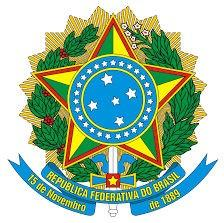 REPÚBLICA FEDERATIVA DO BRASIL
15 de Novembro
de 1889